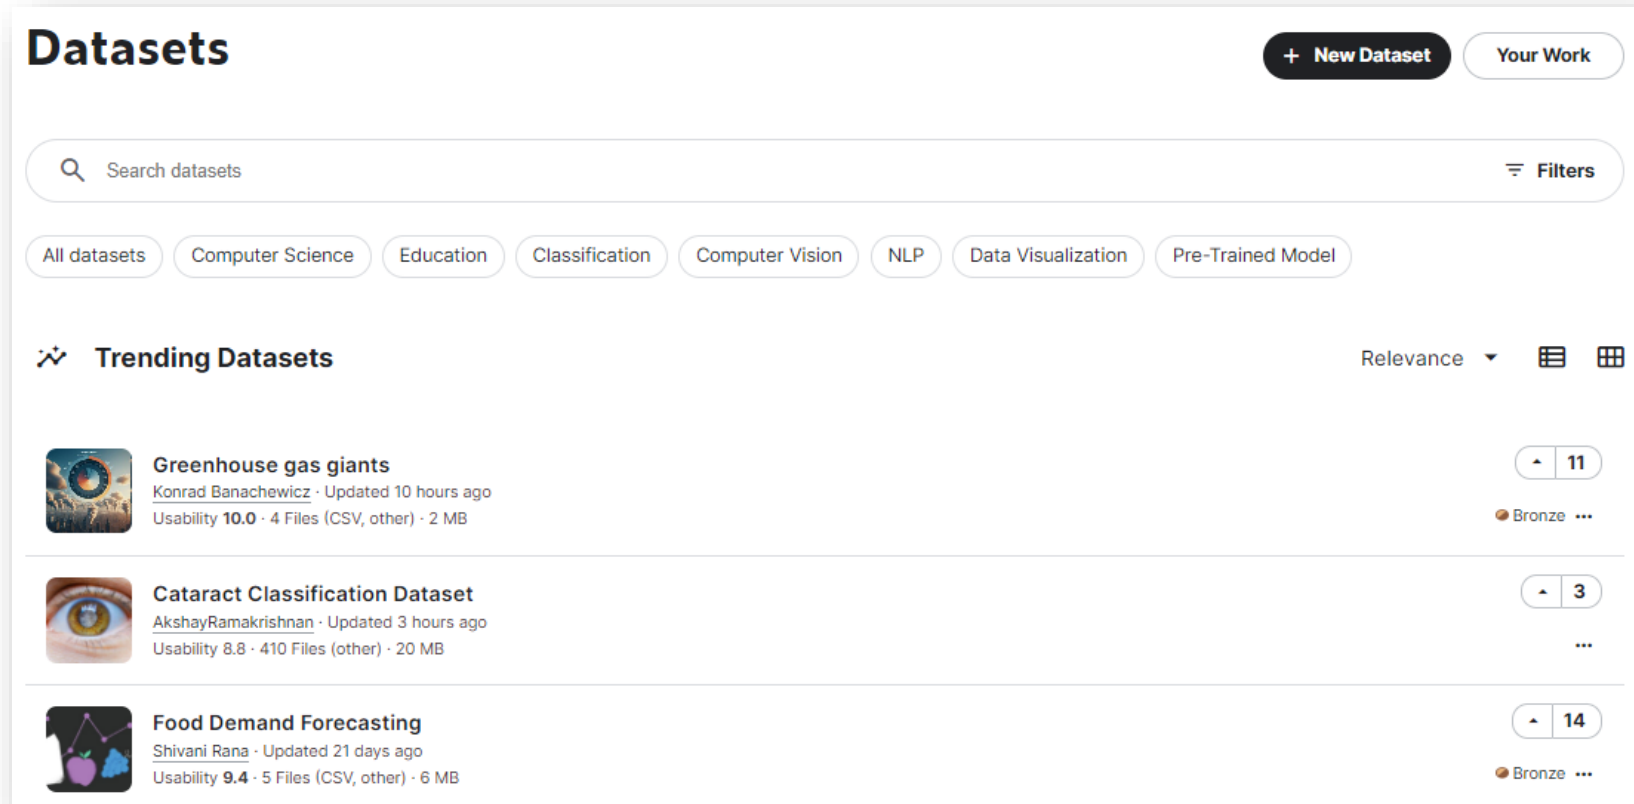 Datasets
+ New Dataset
Your Work
Search datasets
Filters
All datasets
Computer Science
Education
Classification
Computer Vision
NLP
Data Visualization
Pre-Trained Model
Trending Datasets
Relevance
Greenhouse gas giants
11
Konrad Banachewicz · Updated 10 hours ago
Usability 10.0 · 4 Files (CSV, other) · 2 MB
Bronze
Cataract Classification Dataset
3
AkshayRamakrishnan · Updated 3 hours ago
Usability 8.8 · 410 Files (other) · 20 MB
Food Demand Forecasting
14
Shivani Rana · Updated 21 days ago
Usability 9.4 · 5 Files (CSV, other) · 6 MB
Bronze